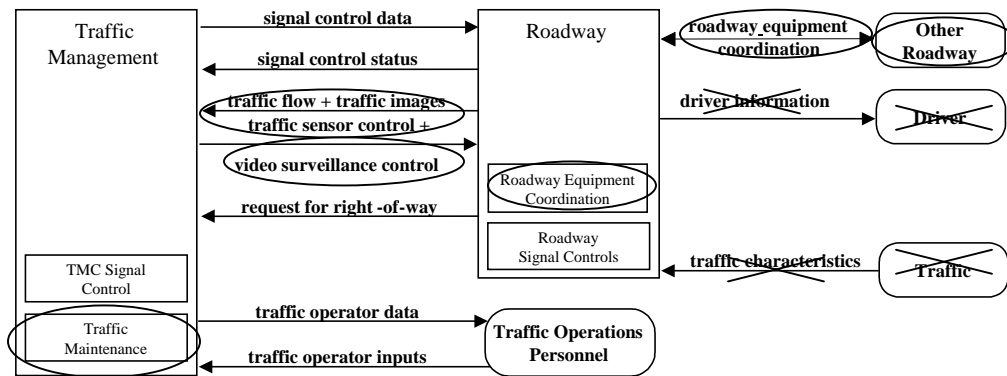 Traffic
Management
signal control data
signal control status
traffic flow + traffic images
traffic sensor control +
video surveillance control
request for right -of-way
TMC Signal
Control
Traffic
Maintenance
traffic operator data
traffic operator inputs
Roadway
Roadway Equipment
Coordination
Roadway
Signal Controls
Traffic Operations
Personnel
roadway equipment
coordination
driver information
traffic characteristics
Other
Roadway
Driver
Traffic